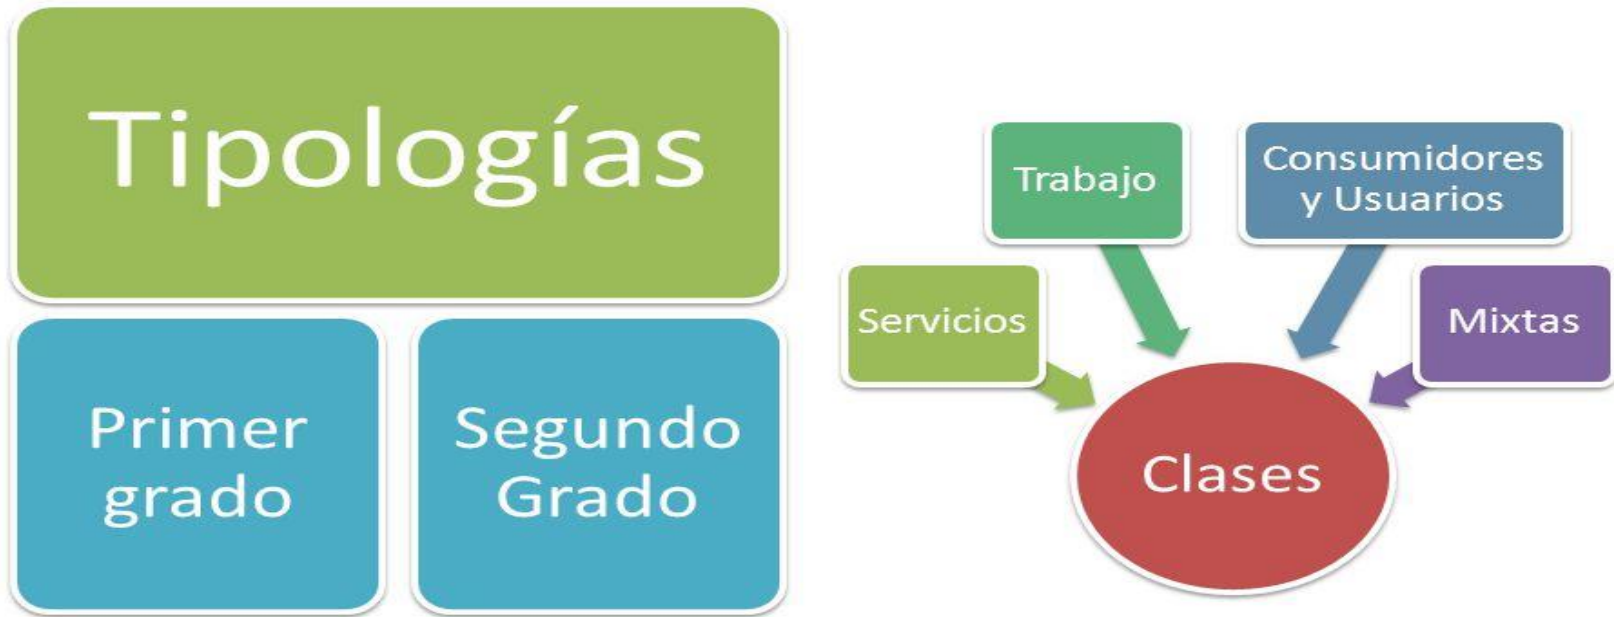 Tipologías
Primer
grado
Segundo
Grado
Servicios
Trabajo
Consumidores
y Usuarios
Mixtas
Clases